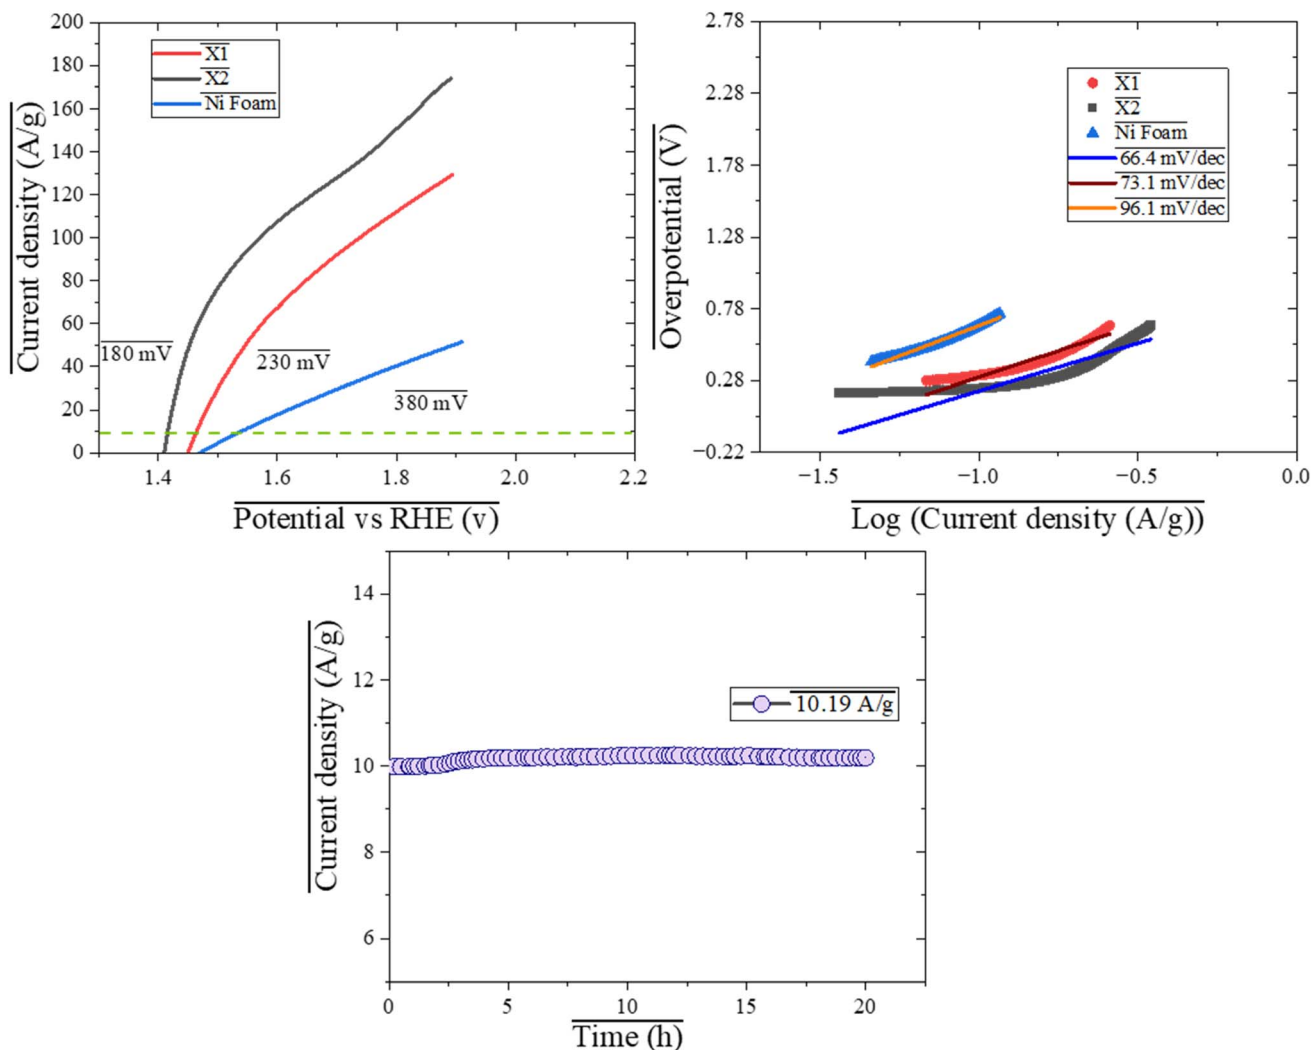 200
180
160
140
120
100
80
60
40
20
0
1.4
1.6
1.8
2.0
2.2
Current density (A/g)
Potential vs RHE (v)
X1
X2
Ni Foam
180 mV
230 mV
380 mV
2.78
2.28
1.78
1.28
0.78
0.28
−0.22
−1.5
−1.0
−0.5
0.0
Overpotential (V)
Log (Current density (A/g))
X1
X2
Ni Foam
66.4 mV/dec
73.1 mV/dec
96.1 mV/dec
14
12
10
8
6
0
5
10
15
20
Current density (A/g)
Time (h)
10.19 A/g